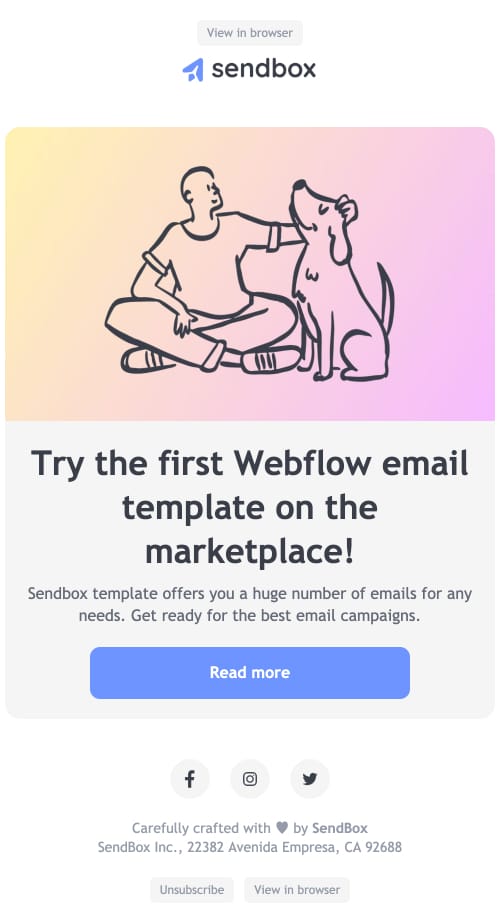 View in browser
sendbox
Try the first Webflow email
template on the
marketplace!
Sendbox template offers you a huge number of emails for any
needs. Get ready for the best email campaigns.
Read more
Carefully crafted with ♥ by SendBox
SendBox Inc., 22382 Avenida Empresa, CA 92688
Unsubscribe View in browser